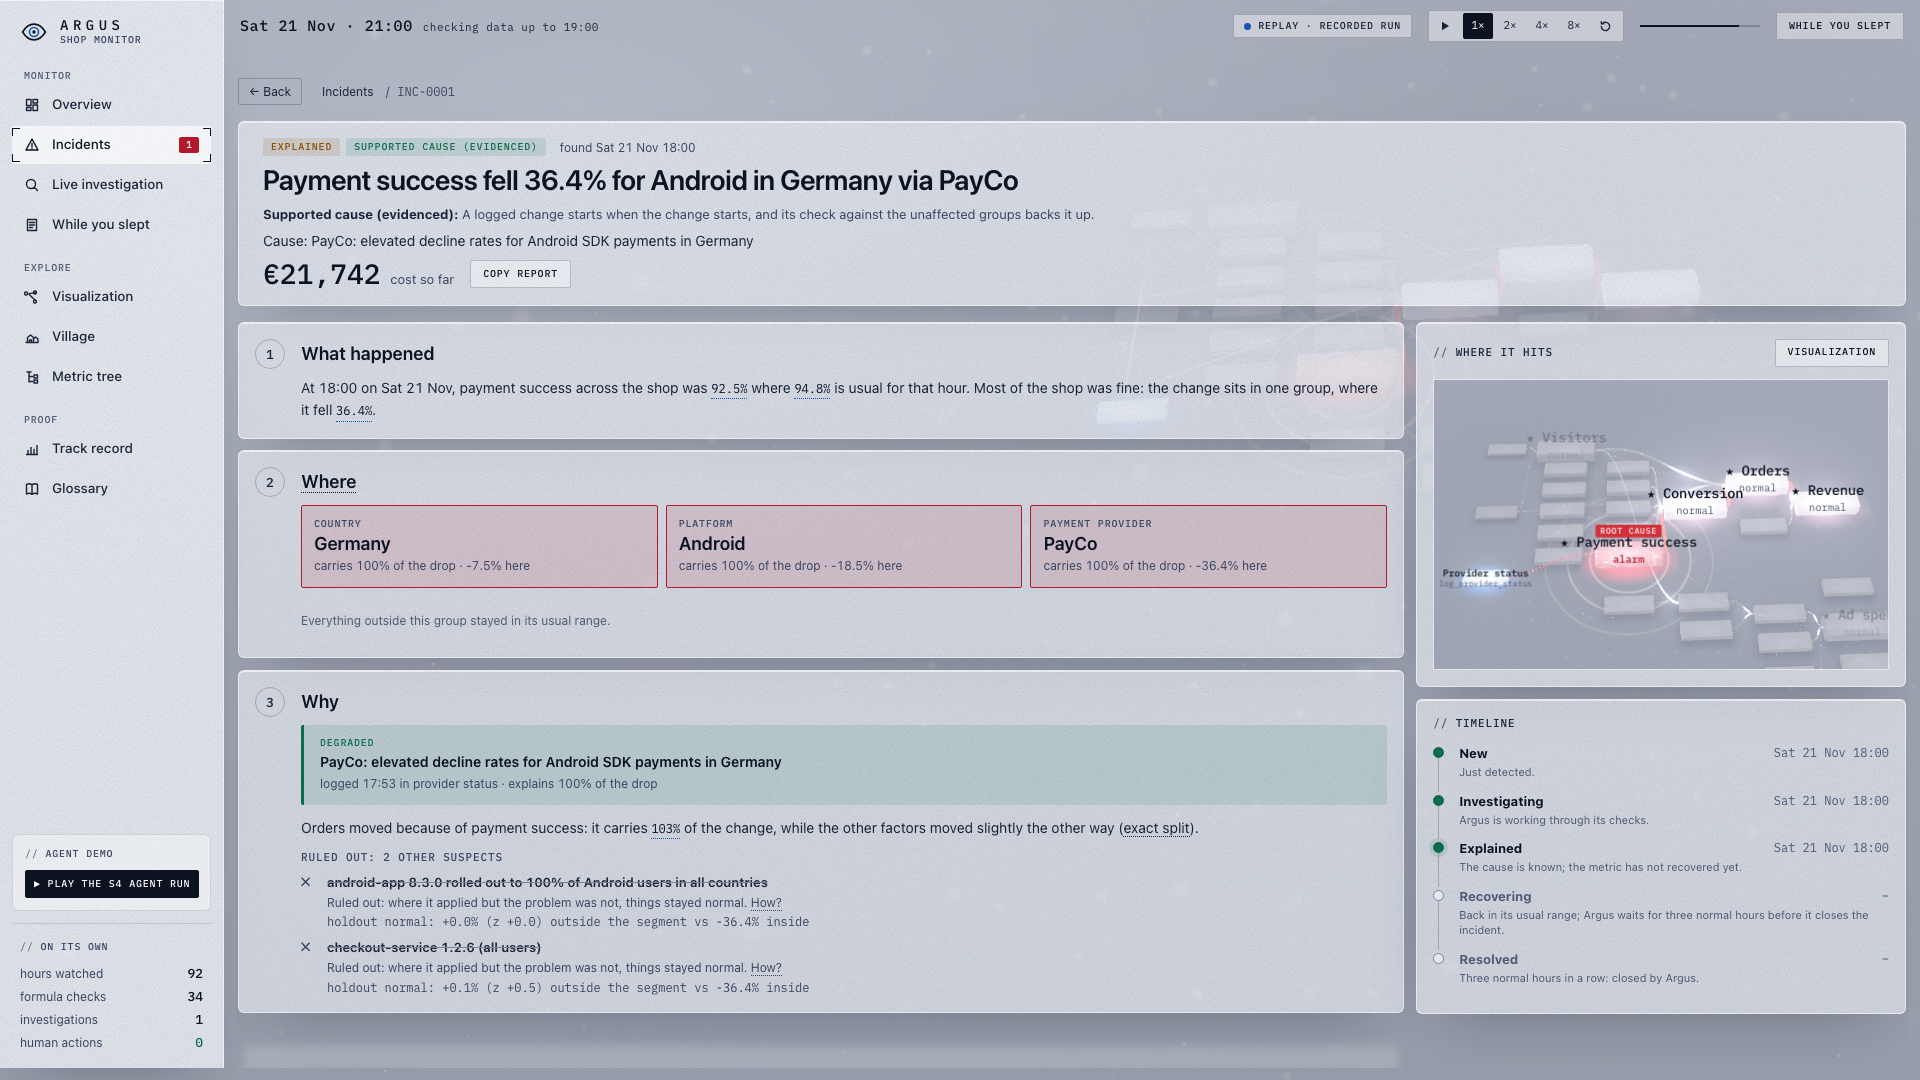 ARGUS
SHOP MONITOR
MONITOR
Overview
Incidents 1
Live investigation
While you slept
EXPLORE
Visualization
Village
Metric tree
PROOF
Track record
Glossary
// AGENT DEMO
▶ PLAY THE S4 AGENT RUN
// ON ITS OWN
hours watched 92
formula checks 34
investigations 1
human actions 0
Sat 21 Nov · 21:00 checking data up to 19:00
REPLAY · RECORDED RUN
1× 2× 4× 8×
WHILE YOU SLEPT
← Back Incidents / INC-0001
EXPLAINED SUPPORTED CAUSE (EVIDENCED) found Sat 21 Nov 18:00
Payment success fell 36.4% for Android in Germany via PayCo
Supported cause (evidenced): A logged change starts when the change starts, and its check against the unaffected groups backs it up.
Cause: PayCo: elevated decline rates for Android SDK payments in Germany
€21,742 cost so far COPY REPORT
1 What happened
At 18:00 on Sat 21 Nov, payment success across the shop was 92.5% where 94.8% is usual for that hour. Most of the shop was fine: the change sits in one group, where
it fell 36.4%.
2 Where
COUNTRY
Germany
carries 100% of the drop · -7.5% here
PLATFORM
Android
carries 100% of the drop · -18.5% here
PAYMENT PROVIDER
PayCo
carries 100% of the drop · -36.4% here
Everything outside this group stayed in its usual range.
3 Why
DEGRADED
PayCo: elevated decline rates for Android SDK payments in Germany
logged 17:53 in provider status · explains 100% of the drop
Orders moved because of payment success: it carries 103% of the change, while the other factors moved slightly the other way (exact split).
RULED OUT: 2 OTHER SUSPECTS
android-app 8.3.0 rolled out to 100% of Android users in all countries
Ruled out: where it applied but the problem was not, things stayed normal. How?
holdout normal: +0.0% (z +0.0) outside the segment vs -36.4% inside
checkout-service 1.2.6 (all users)
Ruled out: where it applied but the problem was not, things stayed normal. How?
holdout normal: +0.1% (z +0.5) outside the segment vs -36.4% inside
// WHERE IT HITS VISUALIZATION
★ Visitors
normal
★ Orders
normal
★ Conversion
normal
★ Revenue
normal
ROOT CAUSE
★ Payment success
alarm
Provider status
log_provider_status
★ Ad spe
normal
// TIMELINE
New Sat 21 Nov 18:00
Just detected.
Investigating Sat 21 Nov 18:00
Argus is working through its checks.
Explained Sat 21 Nov 18:00
The cause is known; the metric has not recovered yet.
Recovering –
Back in its usual range; Argus waits for three normal hours before it closes the
incident.
Resolved –
Three normal hours in a row: closed by Argus.